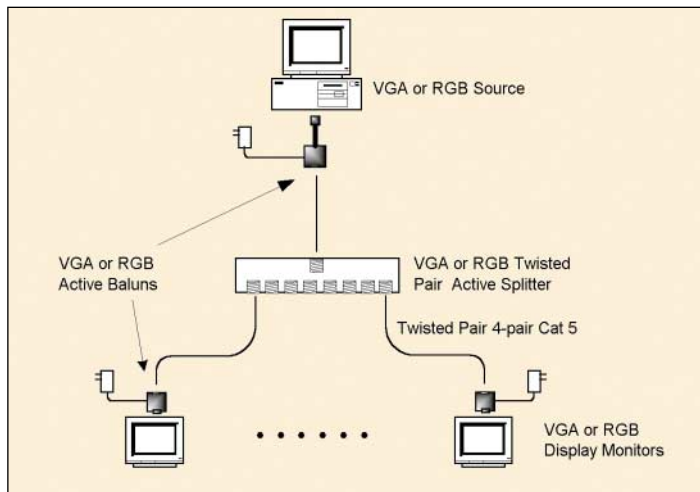 VGA or RGB Source
VGA or RGB
Active Baluns
VGA or RGB Twisted
Pair Active Splitter
Twisted Pair 4-pair Cat 5
VGA or RGB
Display Monitors